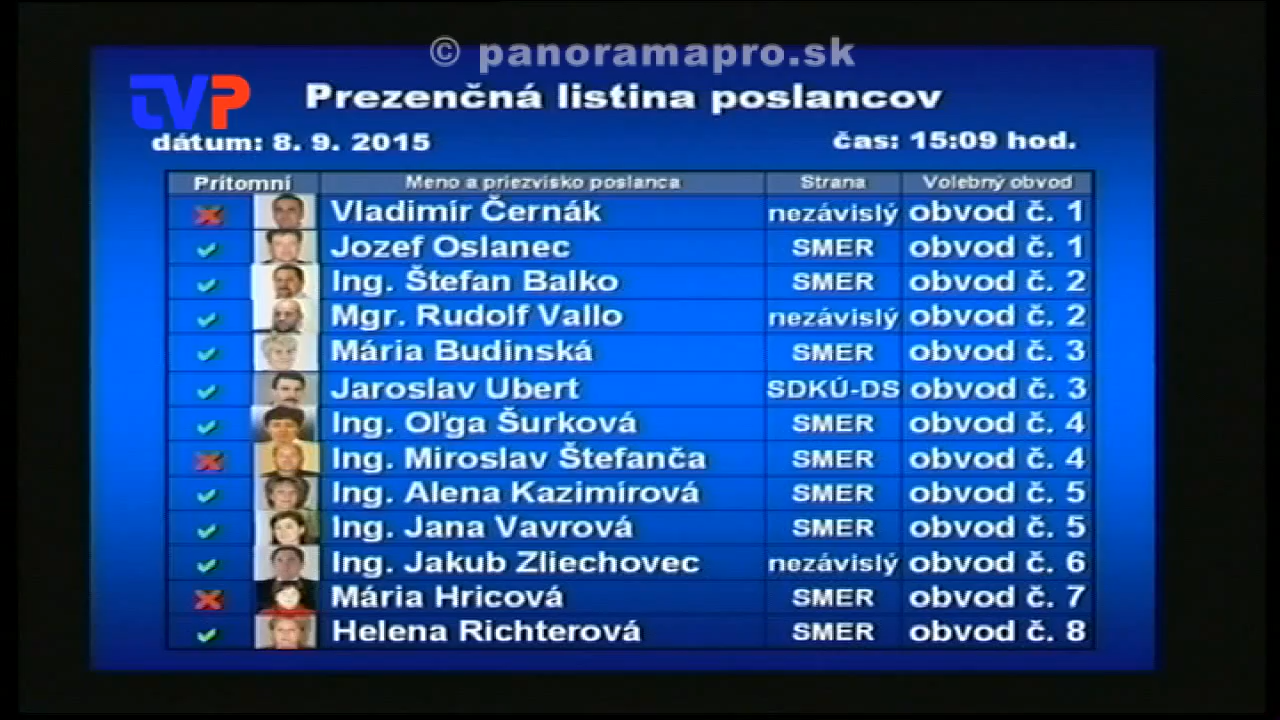 © panoramapro.sk
TVP
Prezenčná listina poslancov
dátum: 8. 9. 2015 čas: 15:09 hod.
Prítomní Meno a priezvisko poslanca Strana Volebný obvod
Vladimír Černák nezávislý obvod č. 1
Jozef Oslanec SMER obvod č. 1
Ing. Štefan Balko SMER obvod č. 2
Mgr. Rudolf Vallo nezávislý obvod č. 2
Mária Budinská SMER obvod č. 3
Jaroslav Ubert SDKÚ-DS obvod č. 3
Ing. Oľga Šurková SMER obvod č. 4
Ing. Miroslav Štefanča SMER obvod č. 4
Ing. Alena Kazimírová SMER obvod č. 5
Ing. Jana Vavrová SMER obvod č. 5
Ing. Jakub Zliechovec nezávislý obvod č. 6
Mária Hricová SMER obvod č. 7
Helena Richterová SMER obvod č. 8